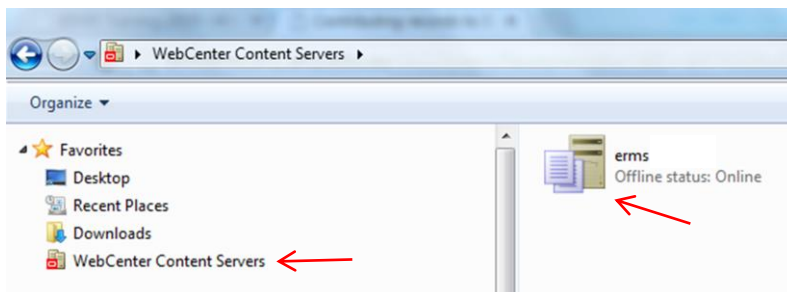 WebCenter Content Servers
Organize
Favorites
Desktop
Recent Places
Downloads
WebCenter Content Servers
erms
Offline status: Online